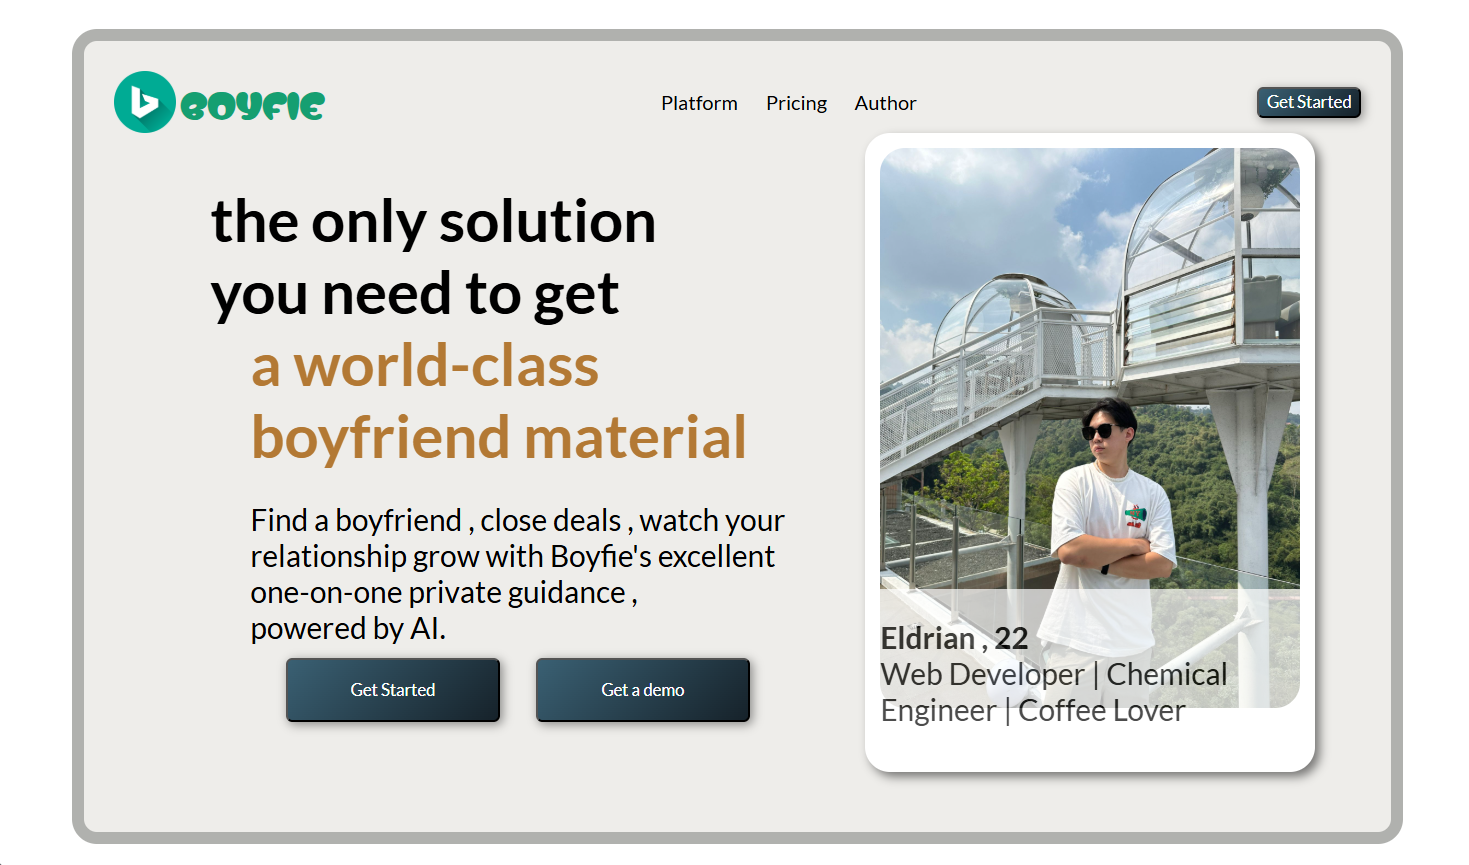 BOYFIE
Platform Pricing Author
Get Started
the only solution
you need to get
a world-class
boyfriend material
Find a boyfriend , close deals , watch your
relationship grow with Boyfie's excellent
one-on-one private guidance ,
powered by AI.
Get Started
Get a demo
Eldrian , 22
Web Developer | Chemical
Engineer | Coffee Lover